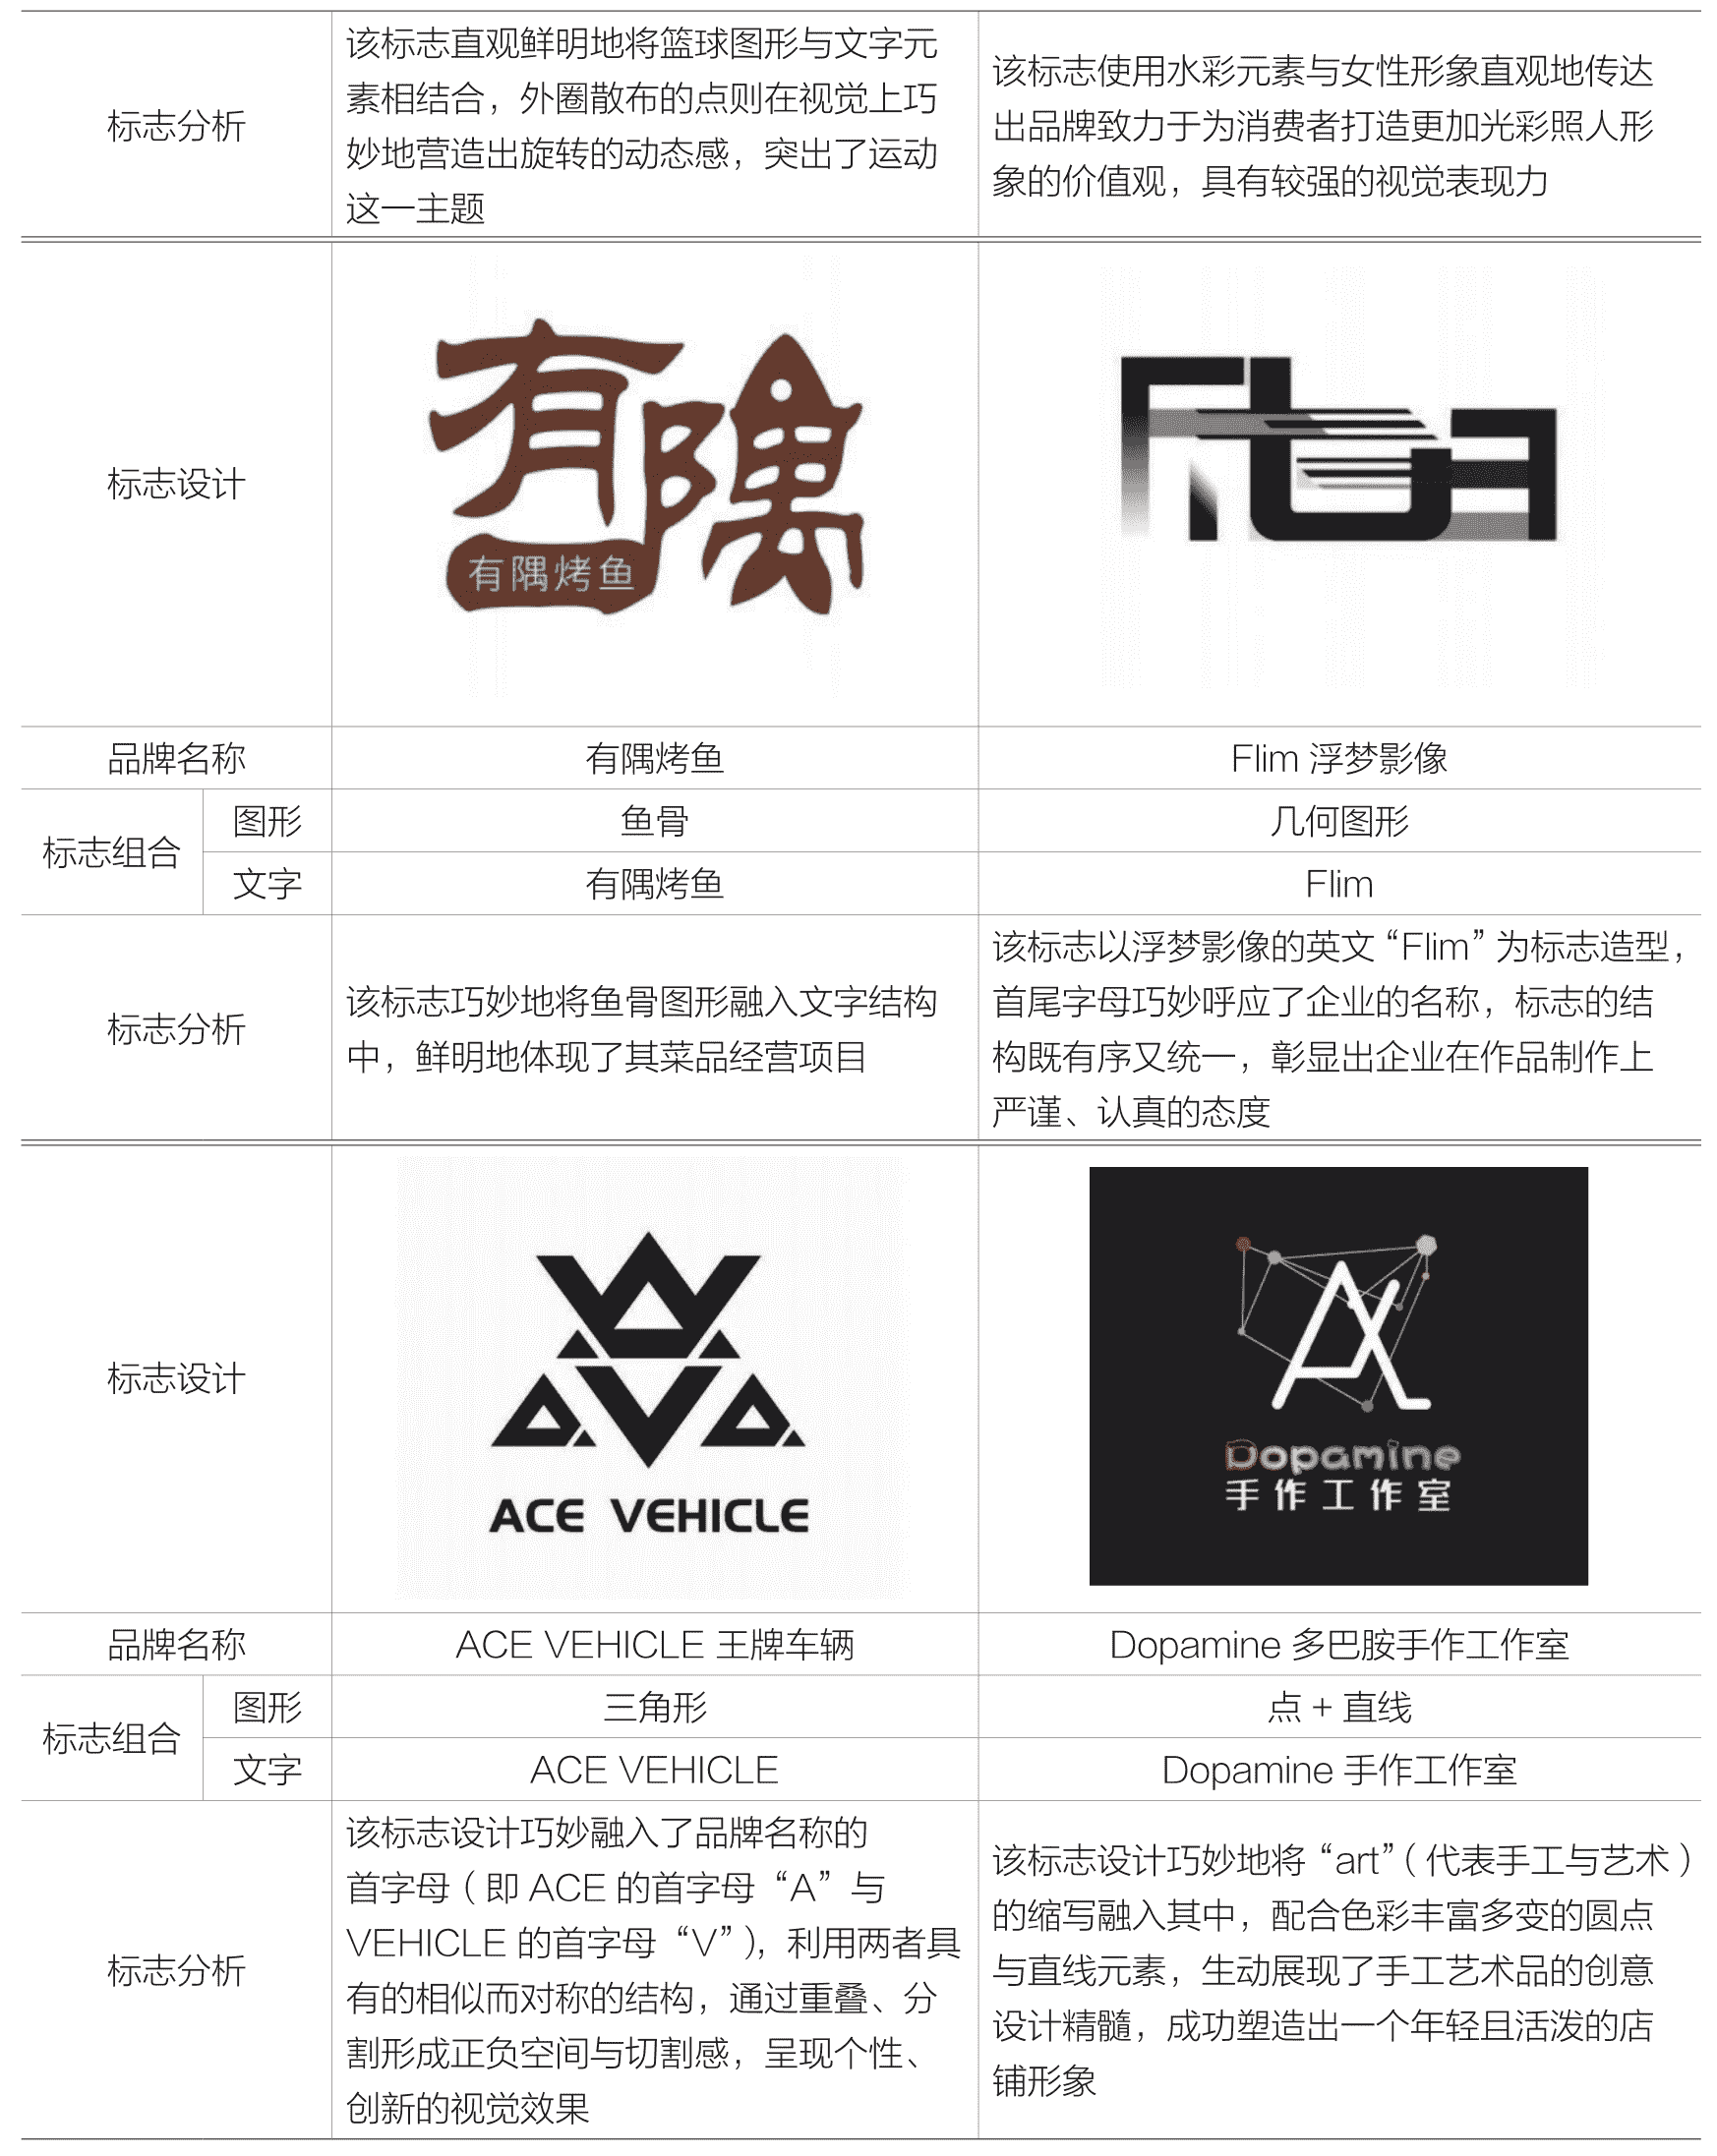 标志分析
该标志直观鲜明地将篮球图形与文字元
素相结合，外圈散布的点则在视觉上巧
妙地营造出旋转的动态感，突出了运动
这一主题
该标志使用水彩元素与女性形象直观地传达
出品牌致力于为消费者打造更加光彩照人形
象的价值观，具有较强的视觉表现力
标志设计
有隅
有隅烤鱼
品牌名称
有隅烤鱼
Flim 浮梦影像
标志组合
图形
鱼骨
几何图形
文字
有隅烤鱼
Flim
标志分析
该标志巧妙地将鱼骨图形融入文字结构
中，鲜明地体现了其菜品经营项目
该标志以浮梦影像的英文“Flim”为标志造型，
首尾字母巧妙呼应了企业的名称，标志的结
构既有序又统一，彰显出企业在作品制作上
严谨、认真的态度
标志设计
ACE VEHICLE
Dopamine
手作工作室
品牌名称
ACE VEHICLE 王牌车辆
Dopamine 多巴胺手作工作室
标志组合
图形
三角形
点 + 直线
文字
ACE VEHICLE
Dopamine 手作工作室
标志分析
该标志设计巧妙融入了品牌名称的
首字母（即 ACE 的首字母“A”与
VEHICLE 的首字母“V”），利用两者具
有的相似而对称的结构，通过重叠、分
割形成正负空间与切割感，呈现个性、
创新的视觉效果
该标志设计巧妙地将“art”（代表手工与艺术）
的缩写融入其中，配合色彩丰富多变的圆点
与直线元素，生动展现了手工艺术品的创意
设计精髓，成功塑造出一个年轻且活泼的店
铺形象